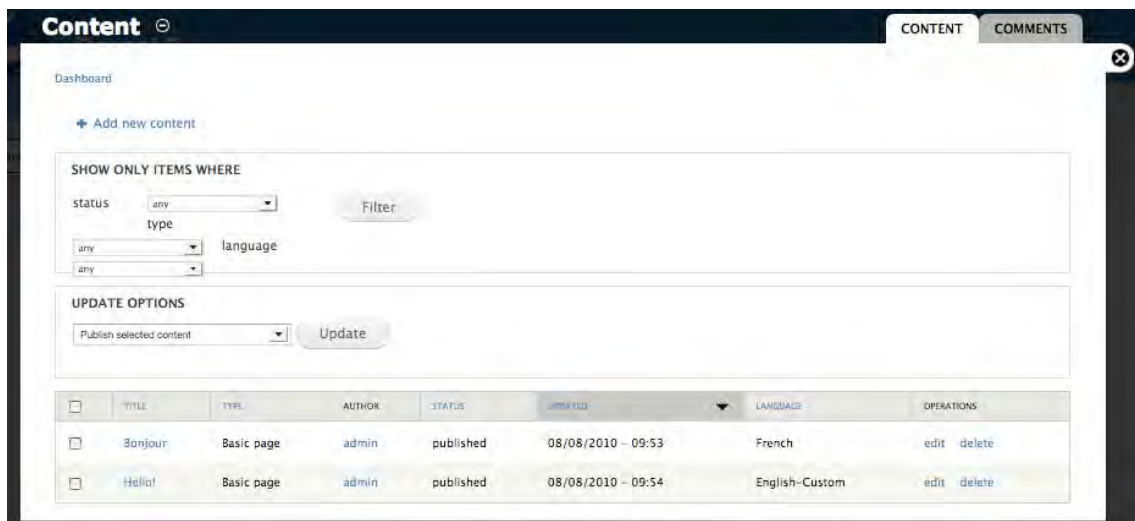 Content
CONTENT COMMENTS
Dashboard
Add new content
SHOW ONLY ITEMS WHERE
status any Filter
type
any language
any
UPDATE OPTIONS
Publish selected content Update
TITLE TYPE AUTHOR STATUS UPDATED LANGUAGE OPERATIONS
Bonjour Basic page admin published 08/08/2010 - 09:53 French edit delete
Hello! Basic page admin published 08/08/2010 - 09:54 English-Custom edit delete